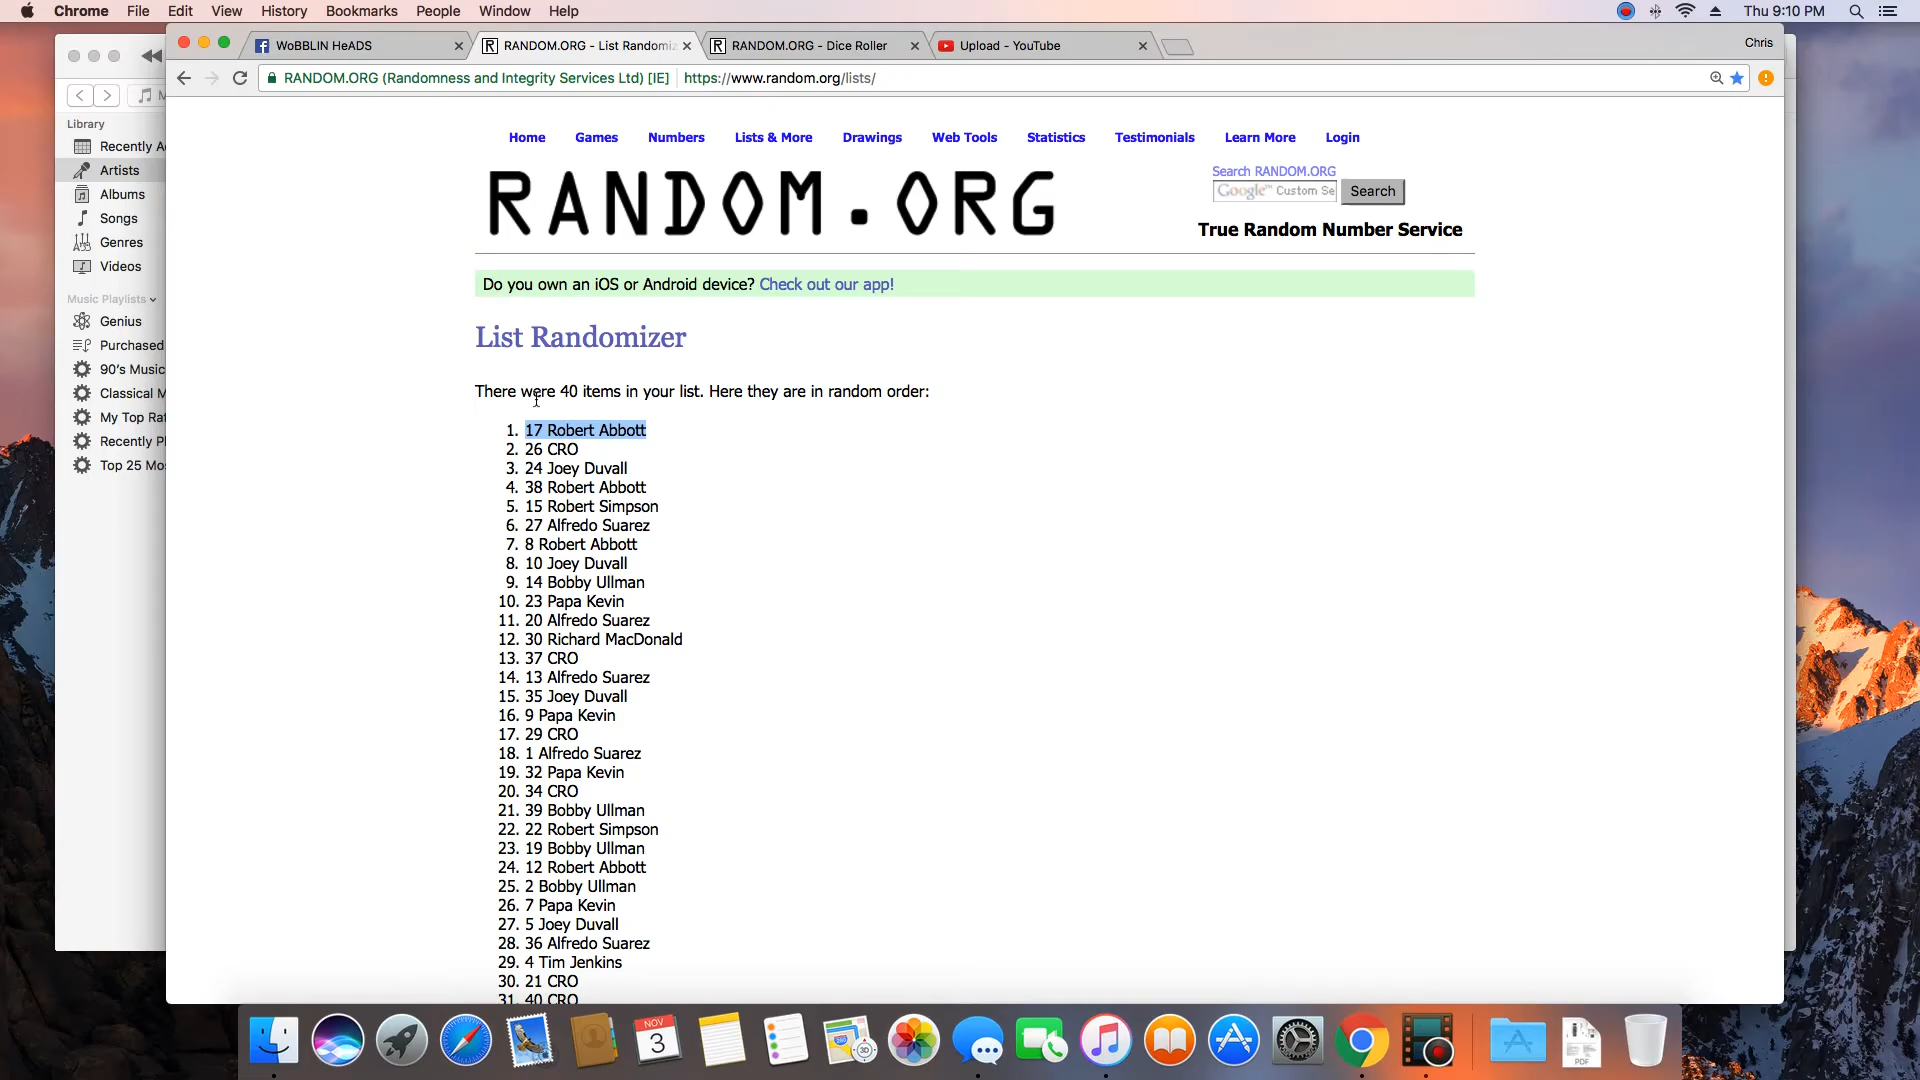 Chrome File Edit View History Bookmarks People Window Help Thu 9:10 PM
WoBBLIN HeADS RANDOM.ORG - List Randomiz RANDOM.ORG - Dice Roller Upload - YouTube Chris
RANDOM.ORG (Randomness and Integrity Services Ltd) [IE] https://www.random.org/lists/
Library
Recently A
Artists
Albums
Songs
Genres
Videos
Music Playlists
Genius
Purchased
90's Music
Classical M
My Top Rat
Recently Pl
Top 25 Mos
Home Games Numbers Lists & More Drawings Web Tools Statistics Testimonials Learn More Login
RANDOM.ORG
Search RANDOM.ORG
Google™ Custom Se Search
True Random Number Service
Do you own an iOS or Android device? Check out our app!
List Randomizer
There were 40 items in your list. Here they are in random order:
1. 17 Robert Abbott
2. 26 CRO
3. 24 Joey Duvall
4. 38 Robert Abbott
5. 15 Robert Simpson
6. 27 Alfredo Suarez
7. 8 Robert Abbott
8. 10 Joey Duvall
9. 14 Bobby Ullman
10. 23 Papa Kevin
11. 20 Alfredo Suarez
12. 30 Richard MacDonald
13. 37 CRO
14. 13 Alfredo Suarez
15. 35 Joey Duvall
16. 9 Papa Kevin
17. 29 CRO
18. 1 Alfredo Suarez
19. 32 Papa Kevin
20. 34 CRO
21. 39 Bobby Ullman
22. 22 Robert Simpson
23. 19 Bobby Ullman
24. 12 Robert Abbott
25. 2 Bobby Ullman
26. 7 Papa Kevin
27. 5 Joey Duvall
28. 36 Alfredo Suarez
29. 4 Tim Jenkins
30. 21 CRO
31. 40 CRO
NOV
3
3D
PDF